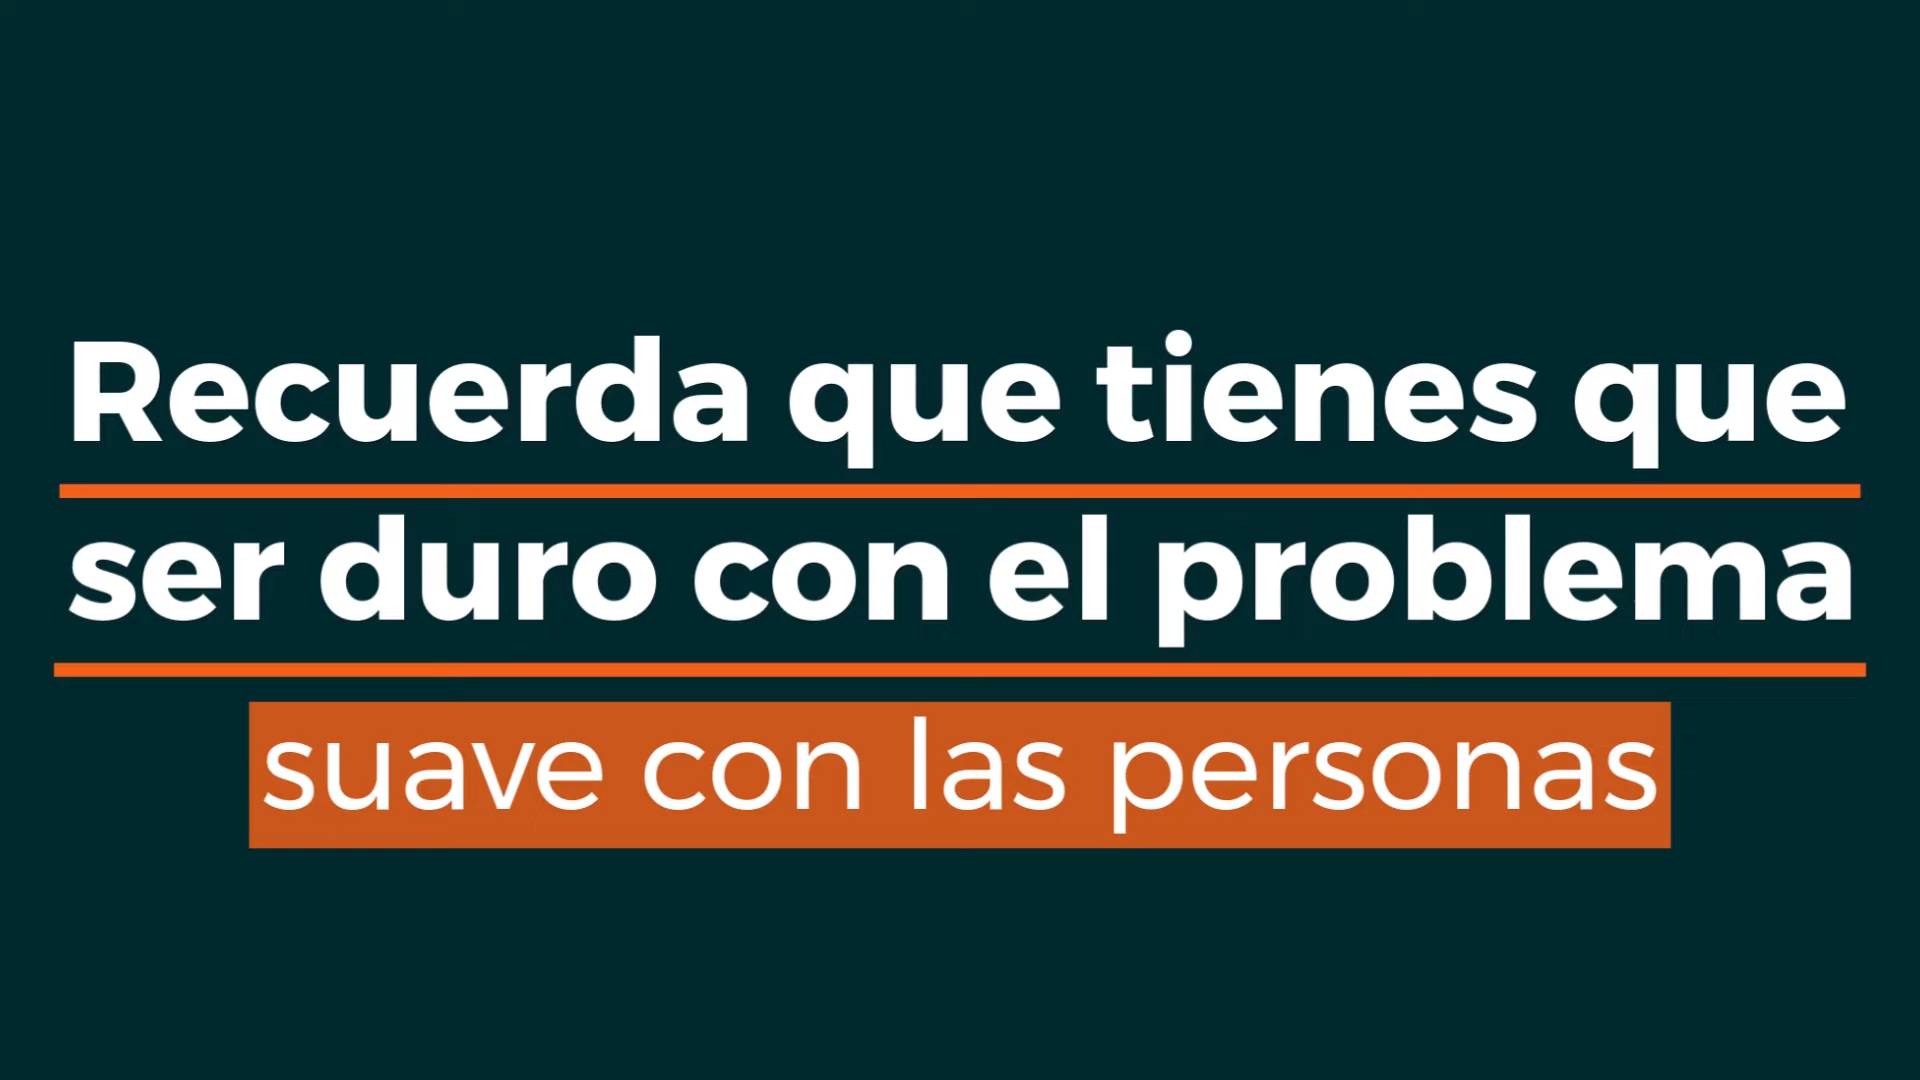 Recuerda que tienes que
ser duro con el problema
suave con las personas